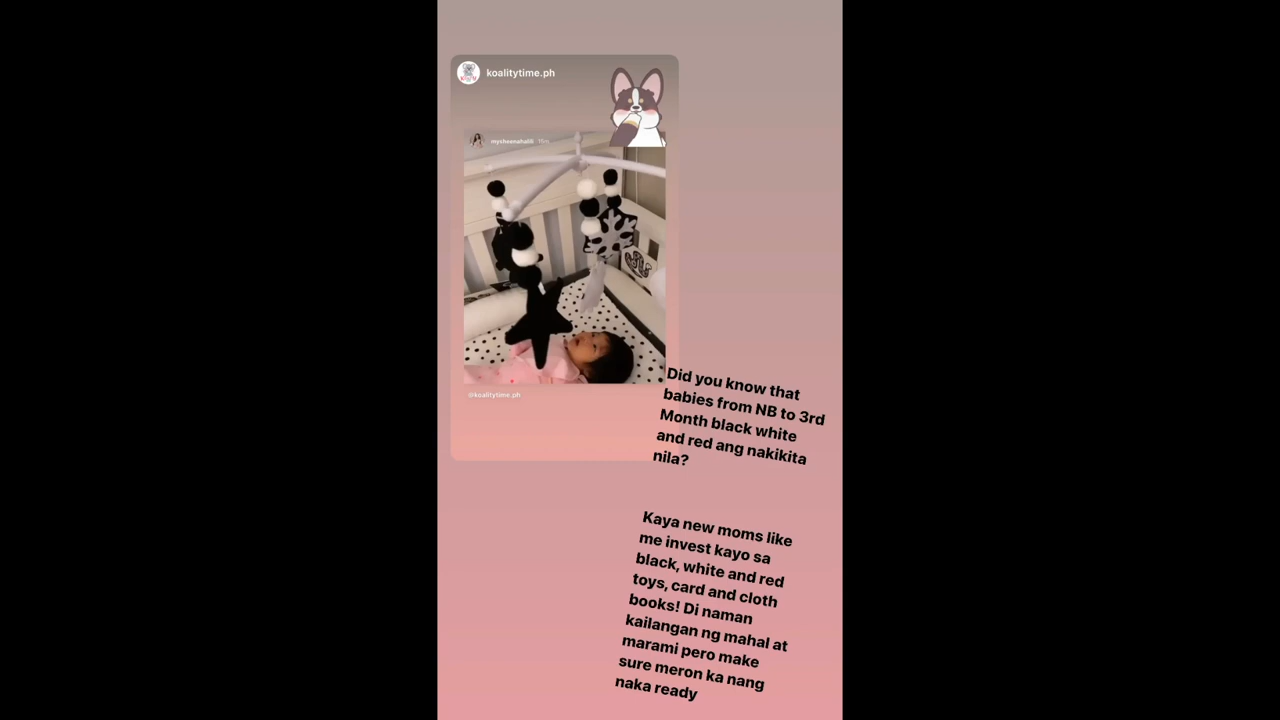 koalitytime.ph
mysheenahalili 11m
@koalitytime.ph
Did you know that
babies from NB to 3rd
Month black white
and red ang nakikita
nila?
Kaya new moms like
me invest kayo sa
black, white and red
toys, card and cloth
books! Di naman
kailangan ng mahal at
marami pero make
sure meron ka nang
naka ready